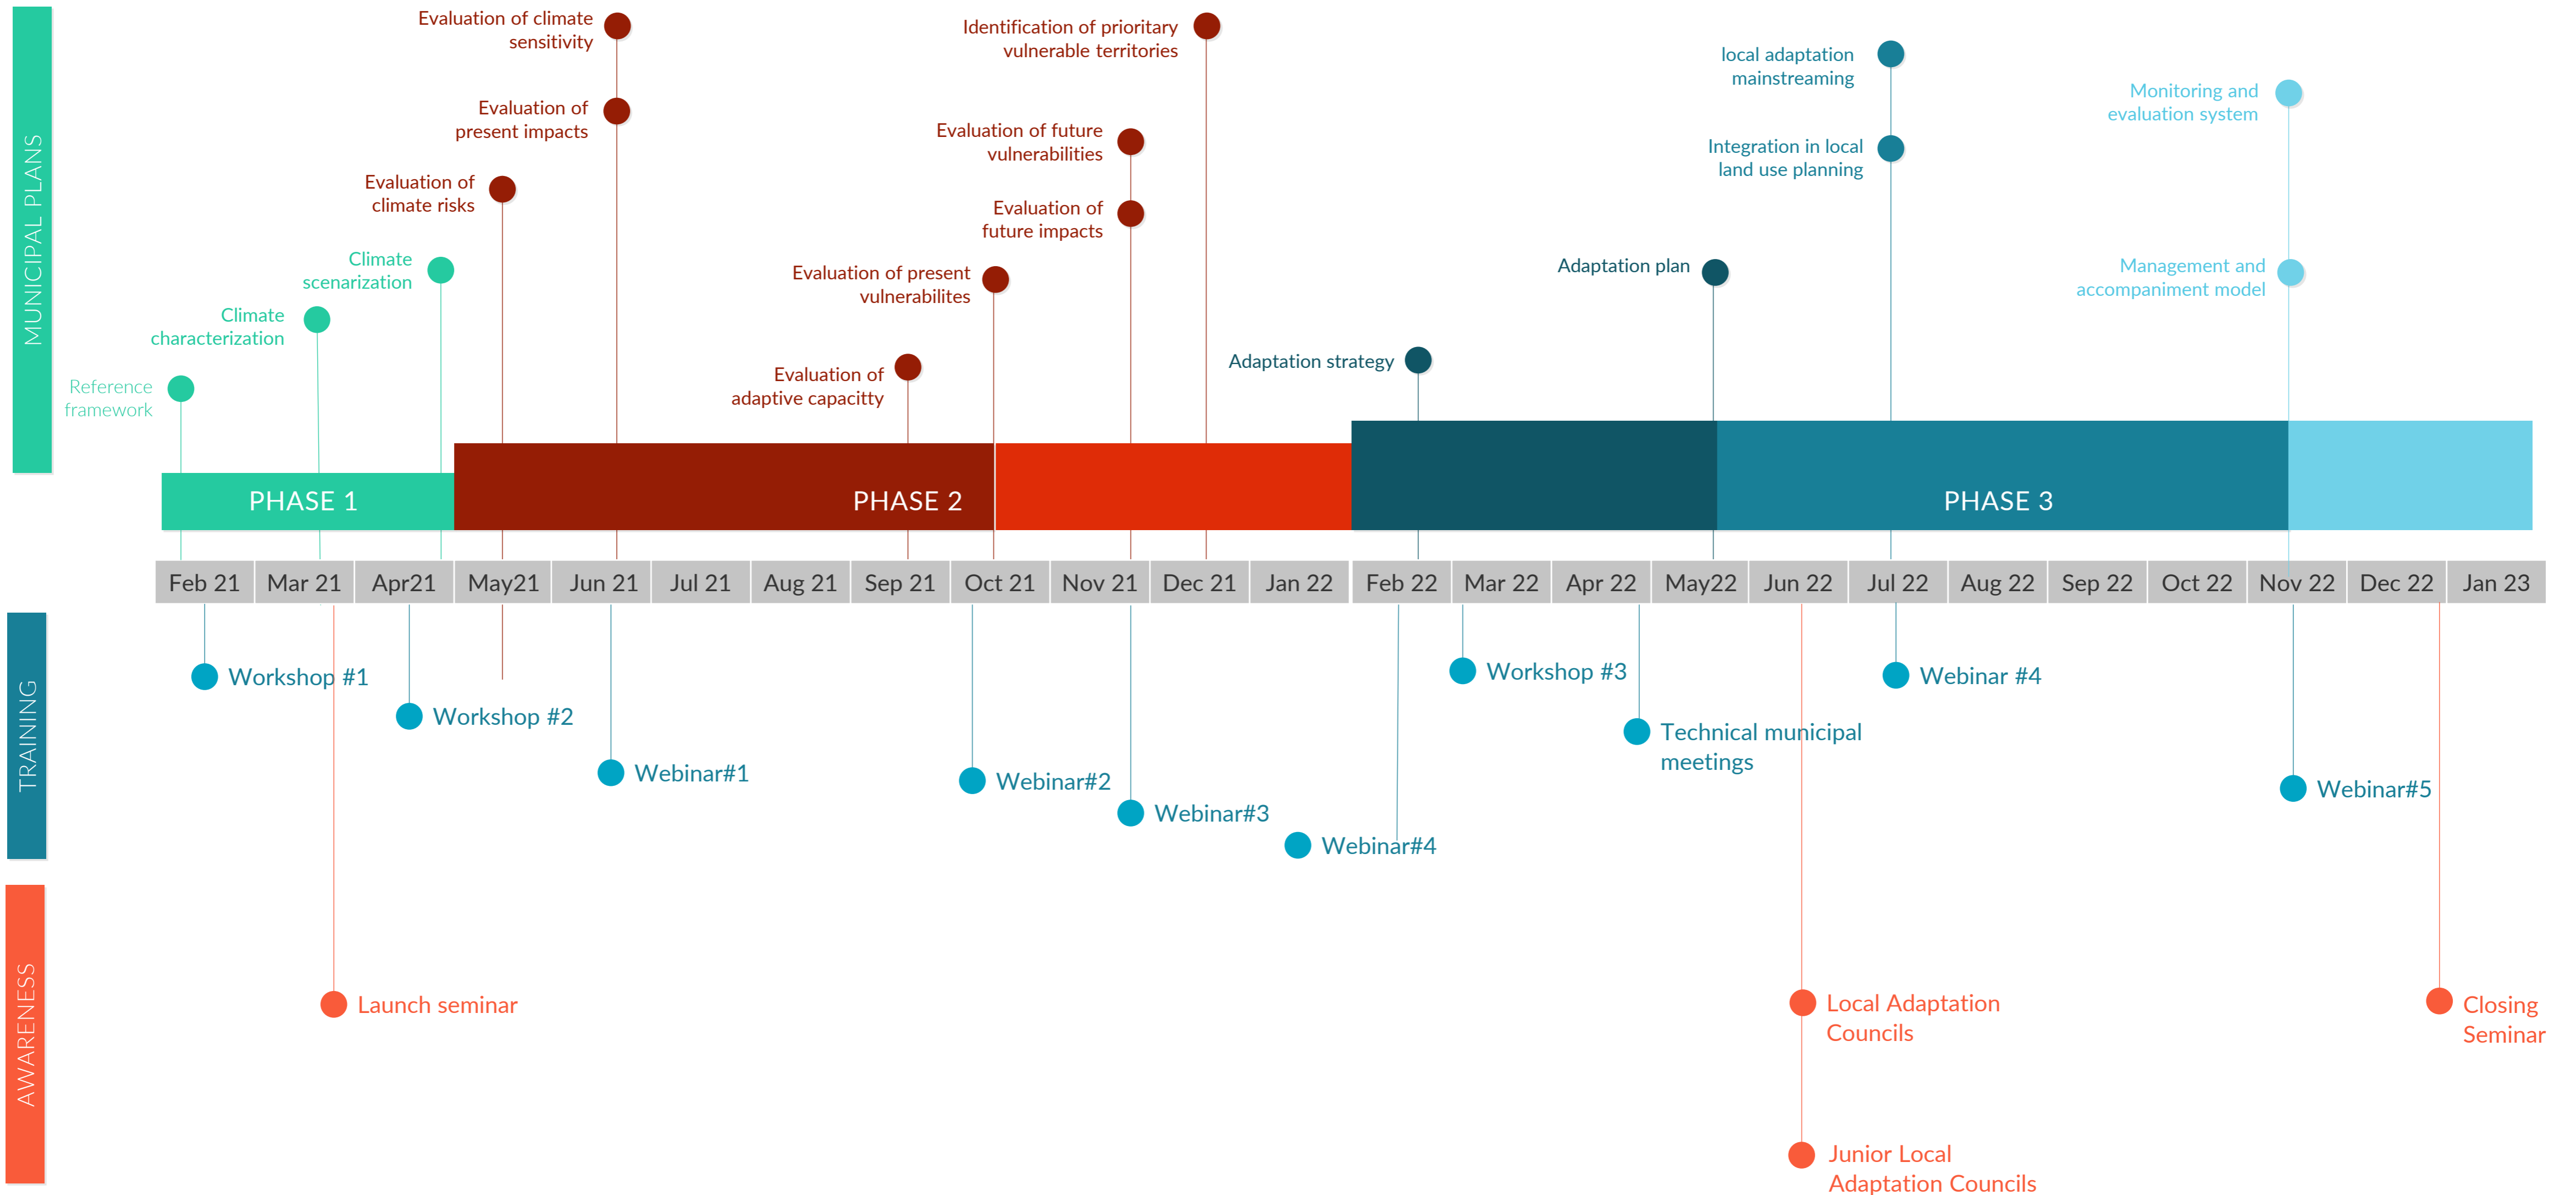 MUNICIPAL PLANS
Evaluation of climate
sensitivity
Evaluation of
present impacts
Evaluation of
climate risks
Climate
scenarization
Climate
characterization
Reference
framework
Identification of prioritary
vulnerable territories
Evaluation of future
vulnerabilities
Evaluation of
future impacts
Evaluation of present
vulnerabilites
Evaluation of
adaptive capacitty
local adaptation
mainstreaming
Integration in local
land use planning
Adaptation plan
Adaptation strategy
Monitoring and
evaluation system
Management and
accompaniment model
PHASE 1
PHASE 2
PHASE 3
Feb 21
Mar 21
Apr21
May21
Jun 21
Jul 21
Aug 21
Sep 21
Oct 21
Nov 21
Dec 21
Jan 22
Feb 22
Mar 22
Apr 22
May22
Jun 22
Jul 22
Aug 22
Sep 22
Oct 22
Nov 22
Dec 22
Jan 23
TRAINING
Workshop #1
Workshop #2
Webinar#1
Webinar#2
Webinar#3
Webinar#4
Workshop #3
Technical municipal
meetings
Webinar #4
Webinar#5
AWARENESS
Launch seminar
Local Adaptation
Councils
Junior Local
Adaptation Councils
Closing
Seminar